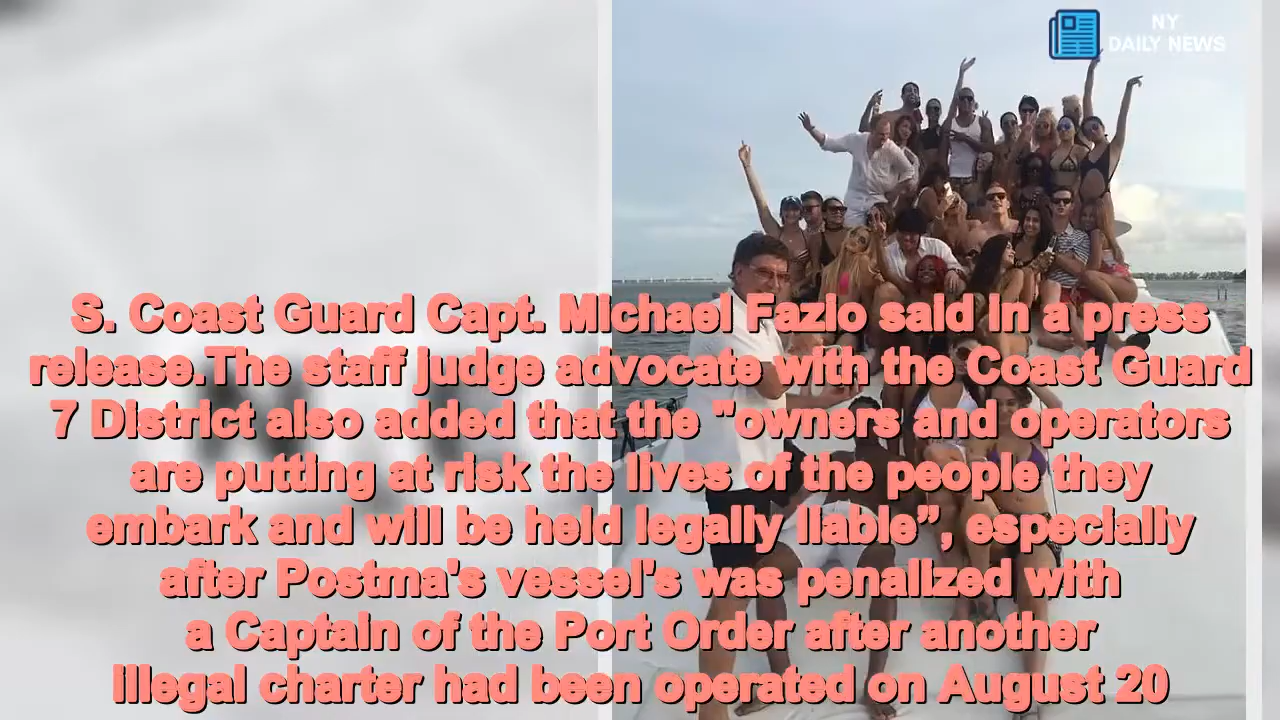 NY
DAILY NEWS
S. Coast Guard Capt. Michael Fazio said in a press
release.The staff judge advocate with the Coast Guard
7 District also added that the "owners and operators
are putting at risk the lives of the people they
embark and will be held legally liable”, especially
after Postma's vessel's was penalized with
a Captain of the Port Order after another
illegal charter had been operated on August 20